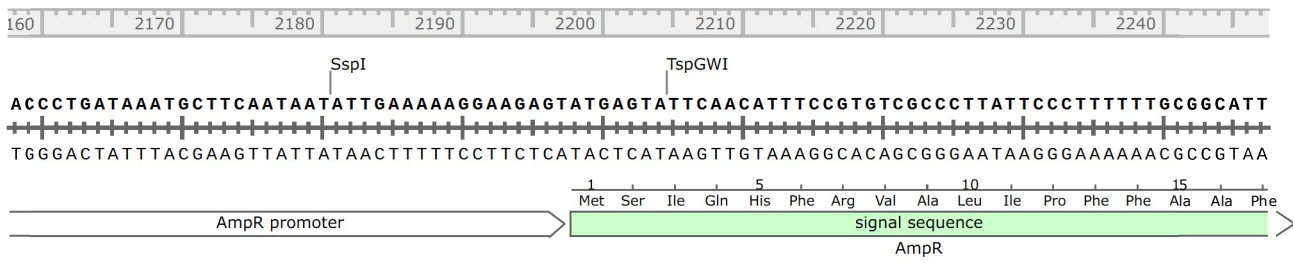 160 2170 2180 2190 2200 2210 2220 2230 2240
SspI TspGWI
ACCCTGATAAATGCTTCAATAATATTGAAAAAGGAAGAGTATGAGTATTCAACATTTCCGTGTCGCCCTTATTCCCTTTTTTGCGGCATT
TGGGACTATTTACGAAGTTATTATAACTTTTTCCTTCTCATACTCATAAGTTGTAAAGGCACAGCGGGAATAAGGGAAAAAACGCCGTAA
1 5 10 15
Met Ser Ile Gln His Phe Arg Val Ala Leu Ile Pro Phe Phe Ala Ala Phe
AmpR promoter signal sequence
AmpR